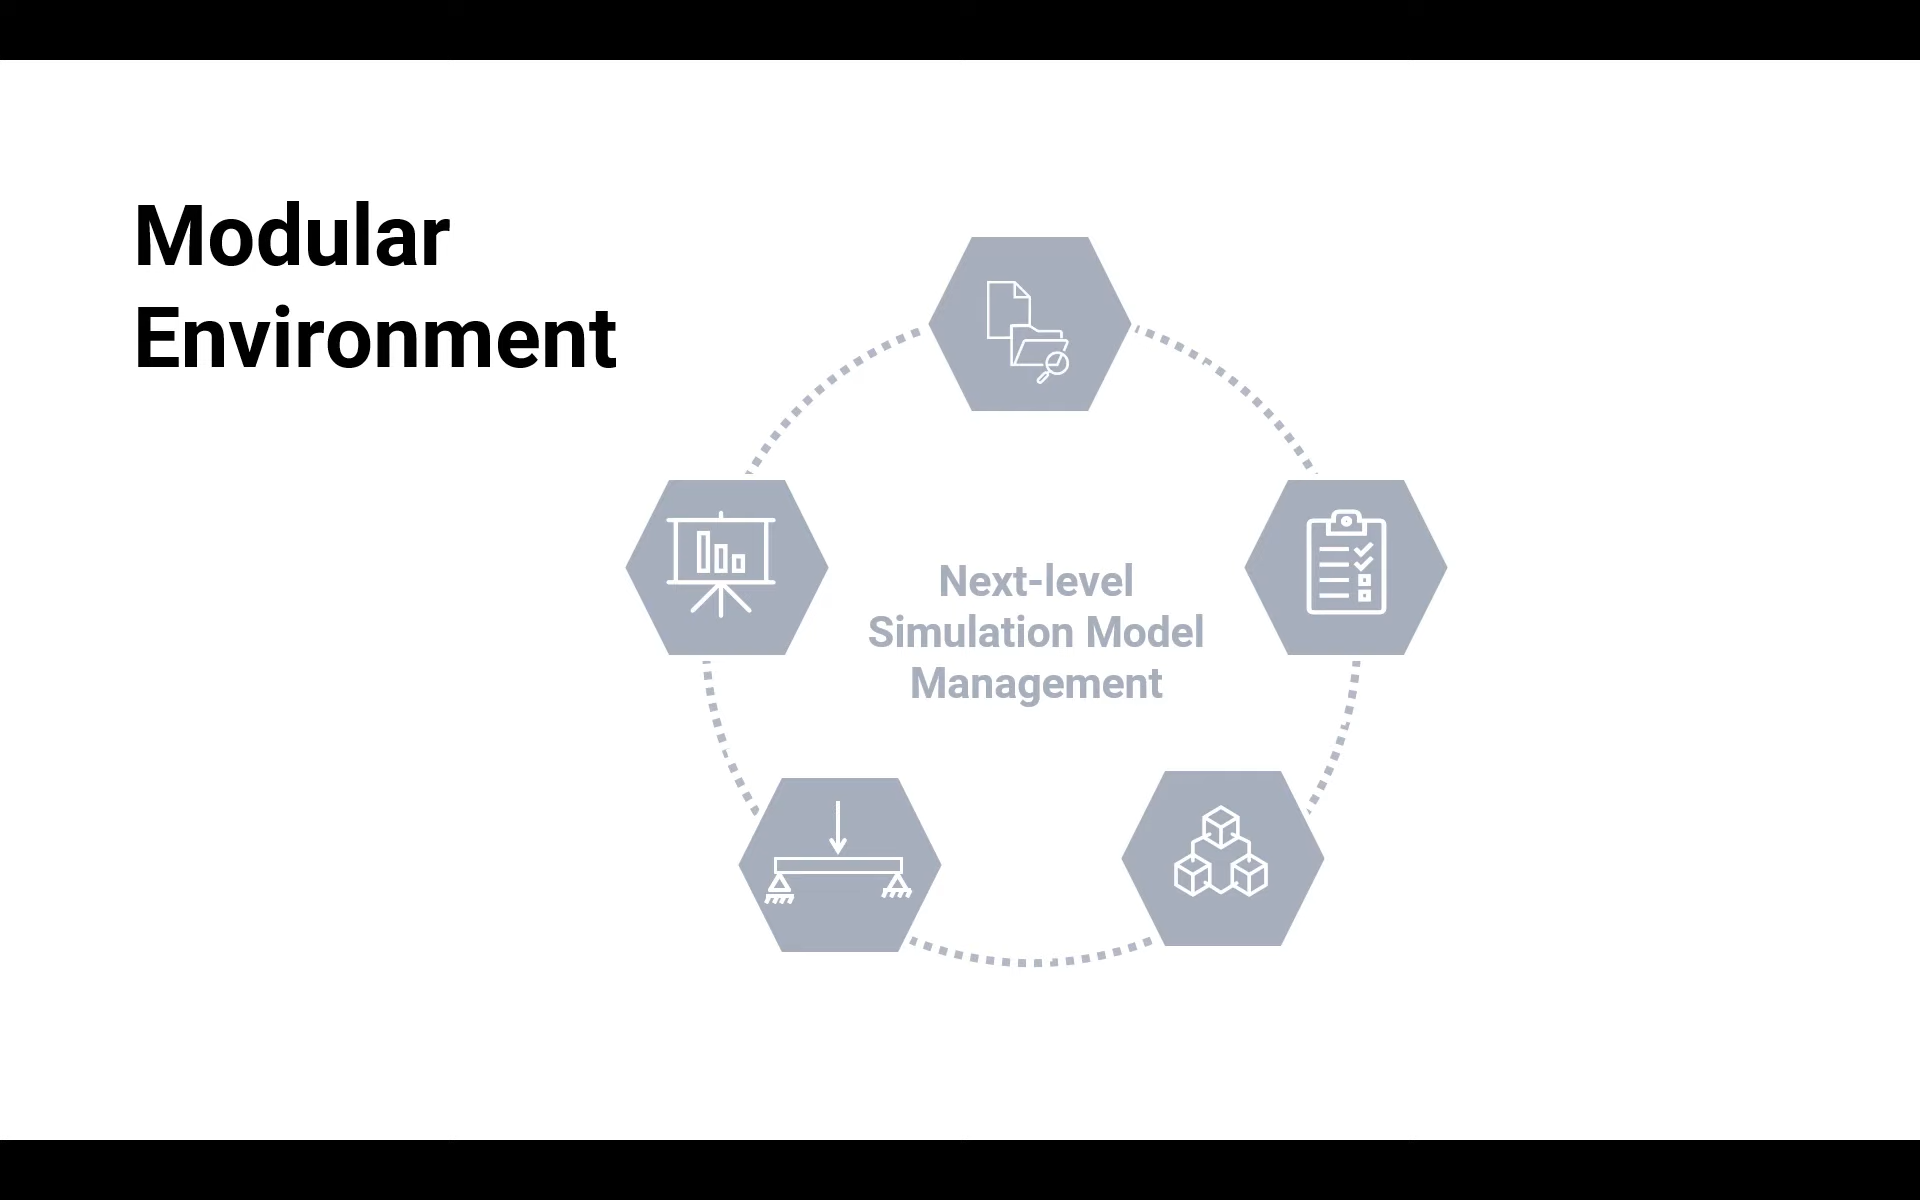 Modular
Environment
Next-level
Simulation Model
Management